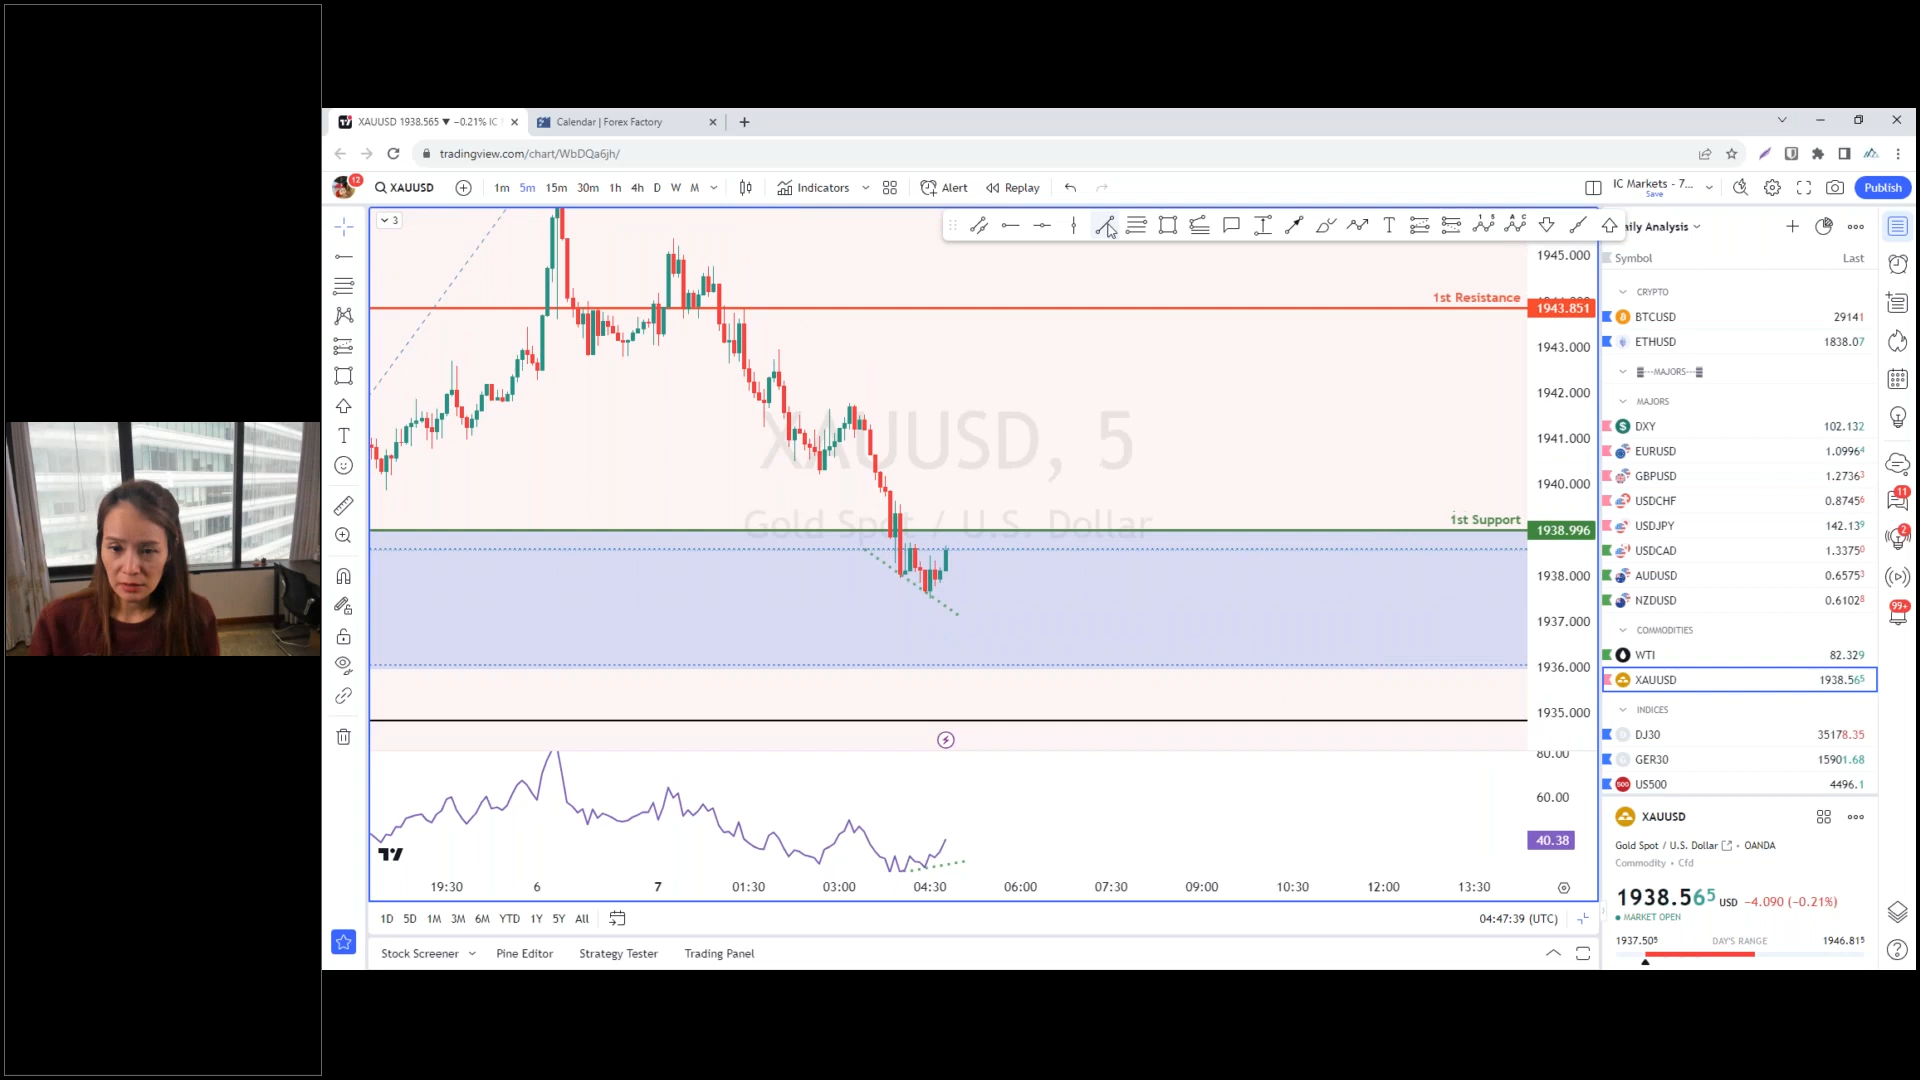 XAUUSD 1938.565 ▼ −0.21% IC
Calendar | Forex Factory
tradingview.com/chart/WbDQa6jh/
12
XAUUSD
1m 5m 15m 30m 1h 4h D W M
Indicators
Alert
Replay
IC Markets - 7...
Save
Publish
3
XAUUSD, 5
Gold Spot / U.S. Dollar
1st Resistance
1st Support
1945.000
1943.851
1943.000
1942.000
1941.000
1940.000
1938.996
1938.000
1937.000
1936.000
1935.000
80.00
60.00
40.38
19:30 6 7 01:30 03:00 04:30 06:00 07:30 09:00 10:30 12:00 13:30
1D 5D 1M 3M 6M YTD 1Y 5Y All
04:47:39 (UTC)
Stock Screener Pine Editor Strategy Tester Trading Panel
aily Analysis
Symbol Last
CRYPTO
BTCUSD 29141
ETHUSD 1838.07
---MAJORS---
MAJORS
DXY 102.132
EURUSD 1.09964
GBPUSD 1.27363
USDCHF 0.87456
USDJPY 142.139
USDCAD 1.33750
AUDUSD 0.65753
NZDUSD 0.61028
COMMODITIES
WTI 82.329
XAUUSD 1938.565
INDICES
DJ30 35178.35
GER30 15901.68
US500 4496.1
XAUUSD
Gold Spot / U.S. Dollar • OANDA
Commodity • Cfd
1938.565 USD −4.090 (−0.21%)
MARKET OPEN
1937.505 DAY'S RANGE 1946.815
11
2
99+